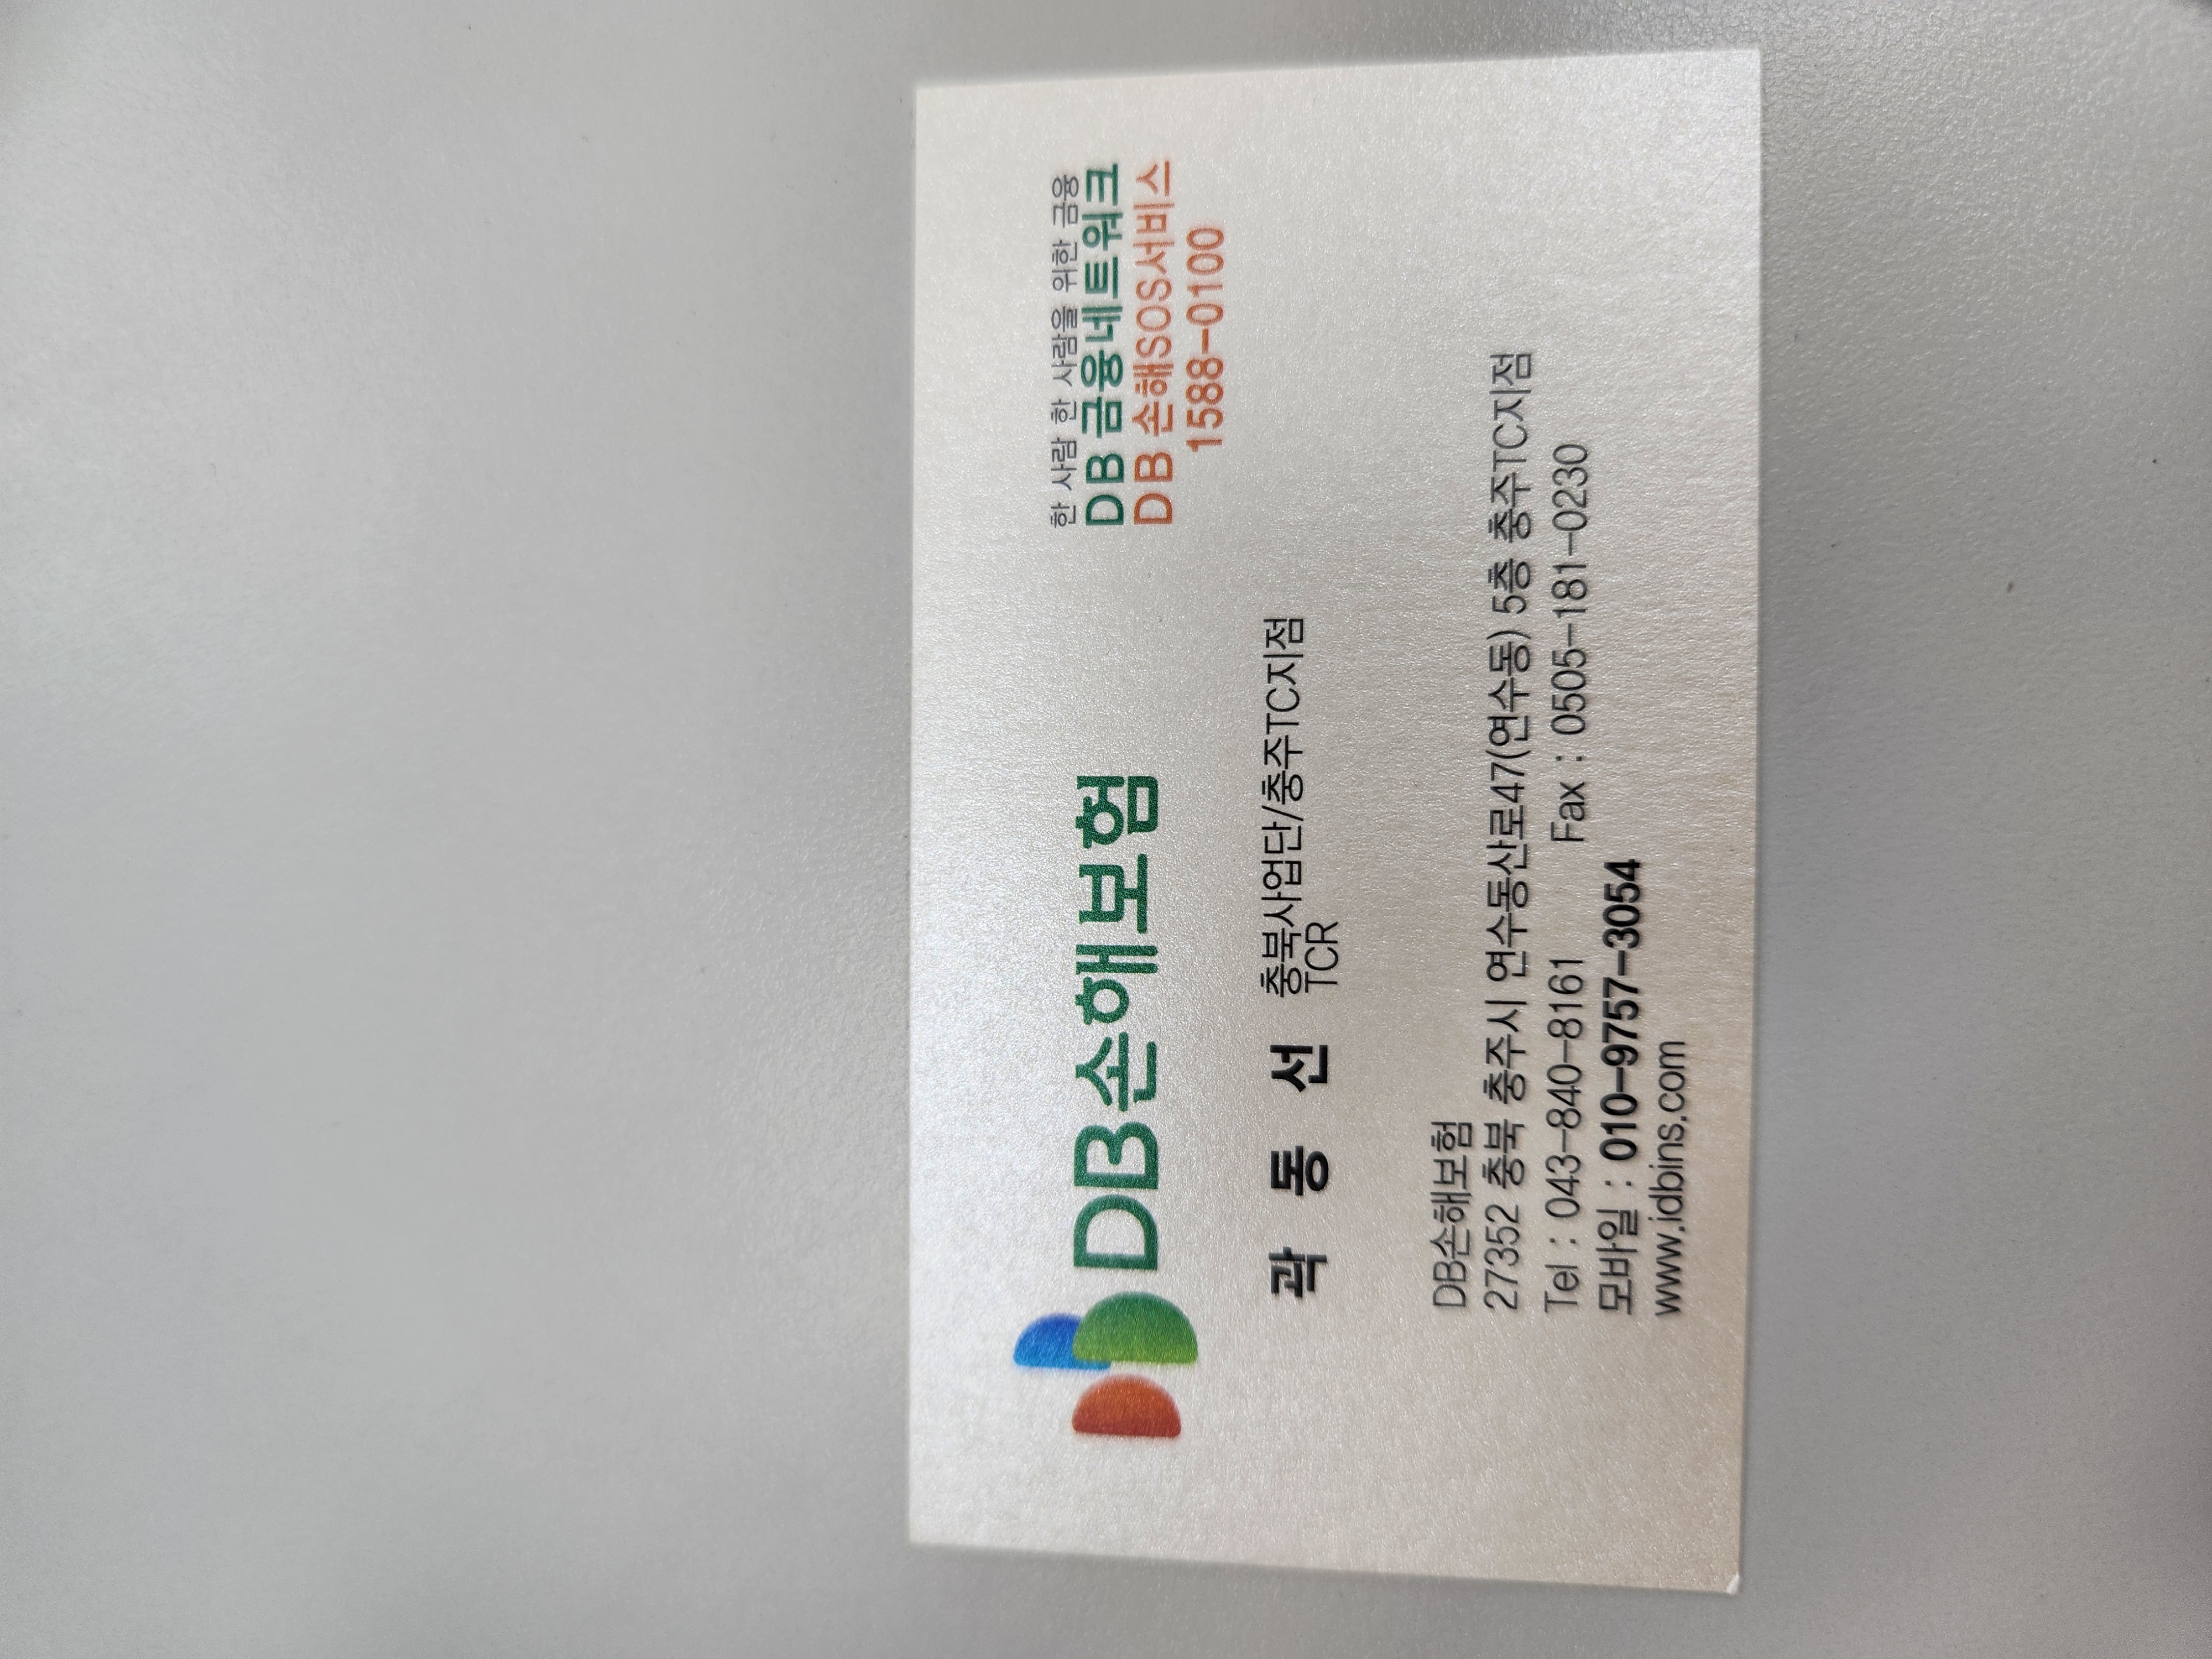 DB손해보험
한 사람 한 사람을 위한 금융
DB 금융네트워크
DB 손해SOS서비스
1588-0100
곽동선 충북사업단/충주TC지점
TCR
DB손해보험
27352 충북 충주시 연수동산로47(연수동) 5층 충주TC지점
Tel : 043-840-8161 Fax : 0505-181-0230
모바일 : 010-9757-3054
www.idbins.com